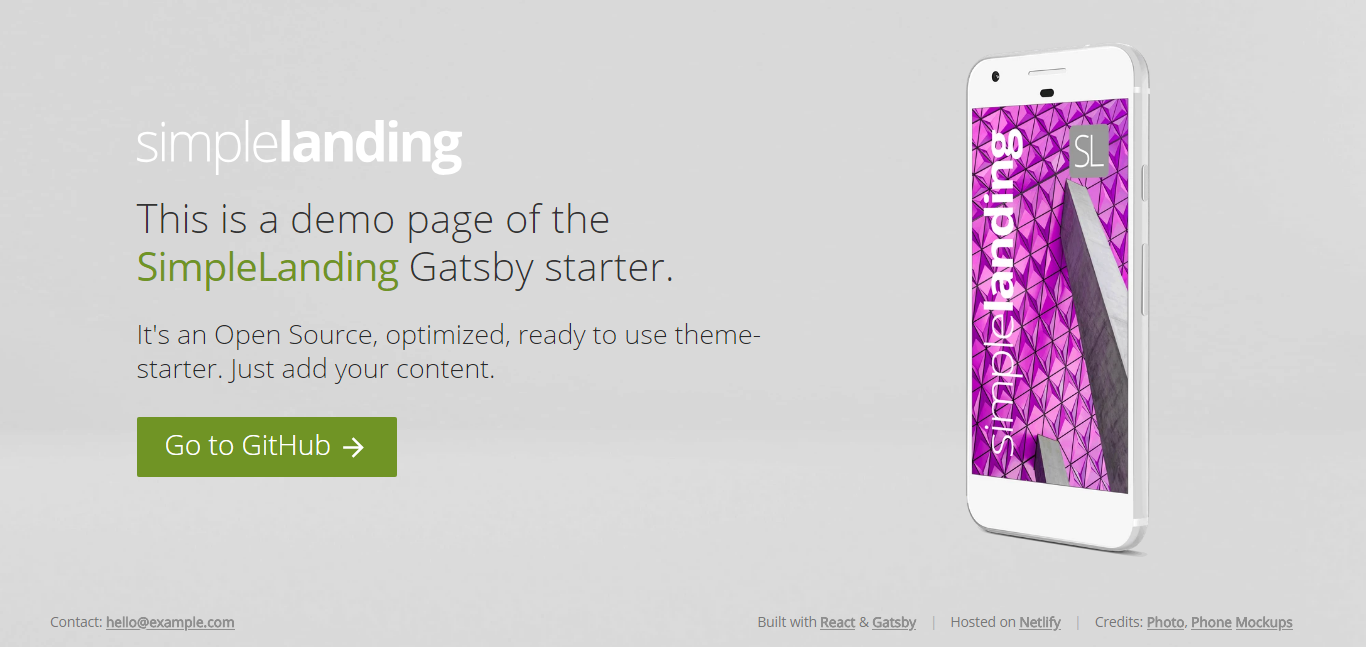 simplelanding
This is a demo page of the
SimpleLanding Gatsby starter.
It's an Open Source, optimized, ready to use theme-
starter. Just add your content.
Go to GitHub →
simplelanding
SL
Contact: hello@example.com
Built with React & Gatsby | Hosted on Netlify | Credits: Photo, Phone Mockups